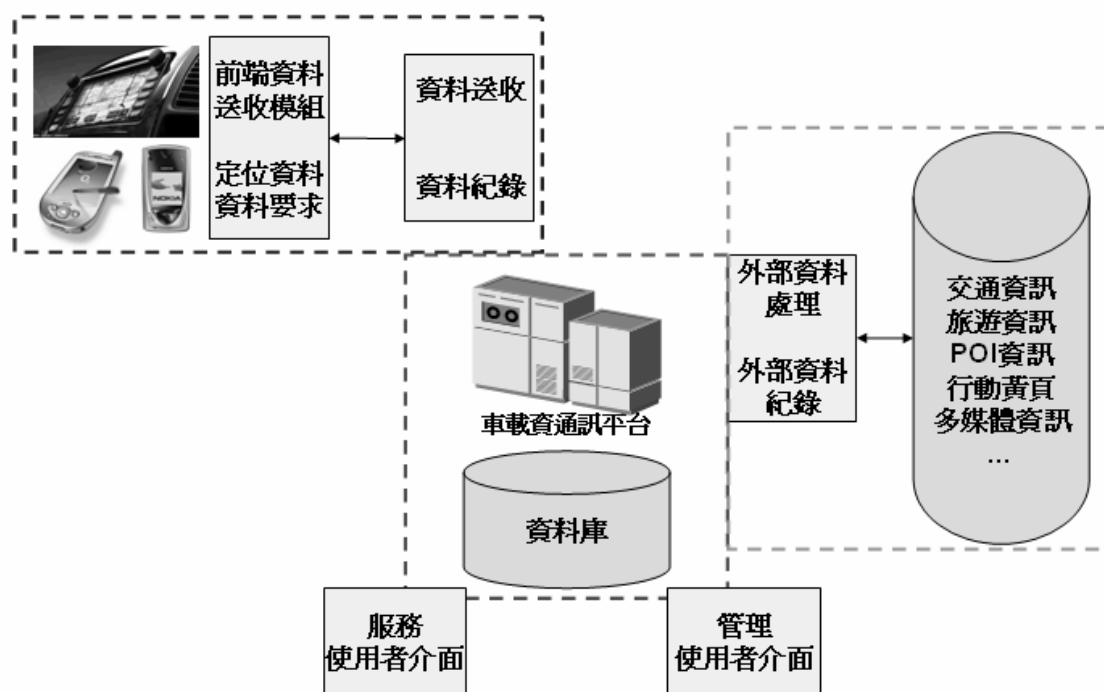 前端資料
送收模組
定位資料
資料要求
資料送收
資料紀錄
NOKIA
外部資料
處理
外部資料
紀錄
交通資訊
旅遊資訊
POI資訊
行動黃頁
多媒體資訊
...
車載資通訊平台
資料庫
服務
使用者介面
管理
使用者介面